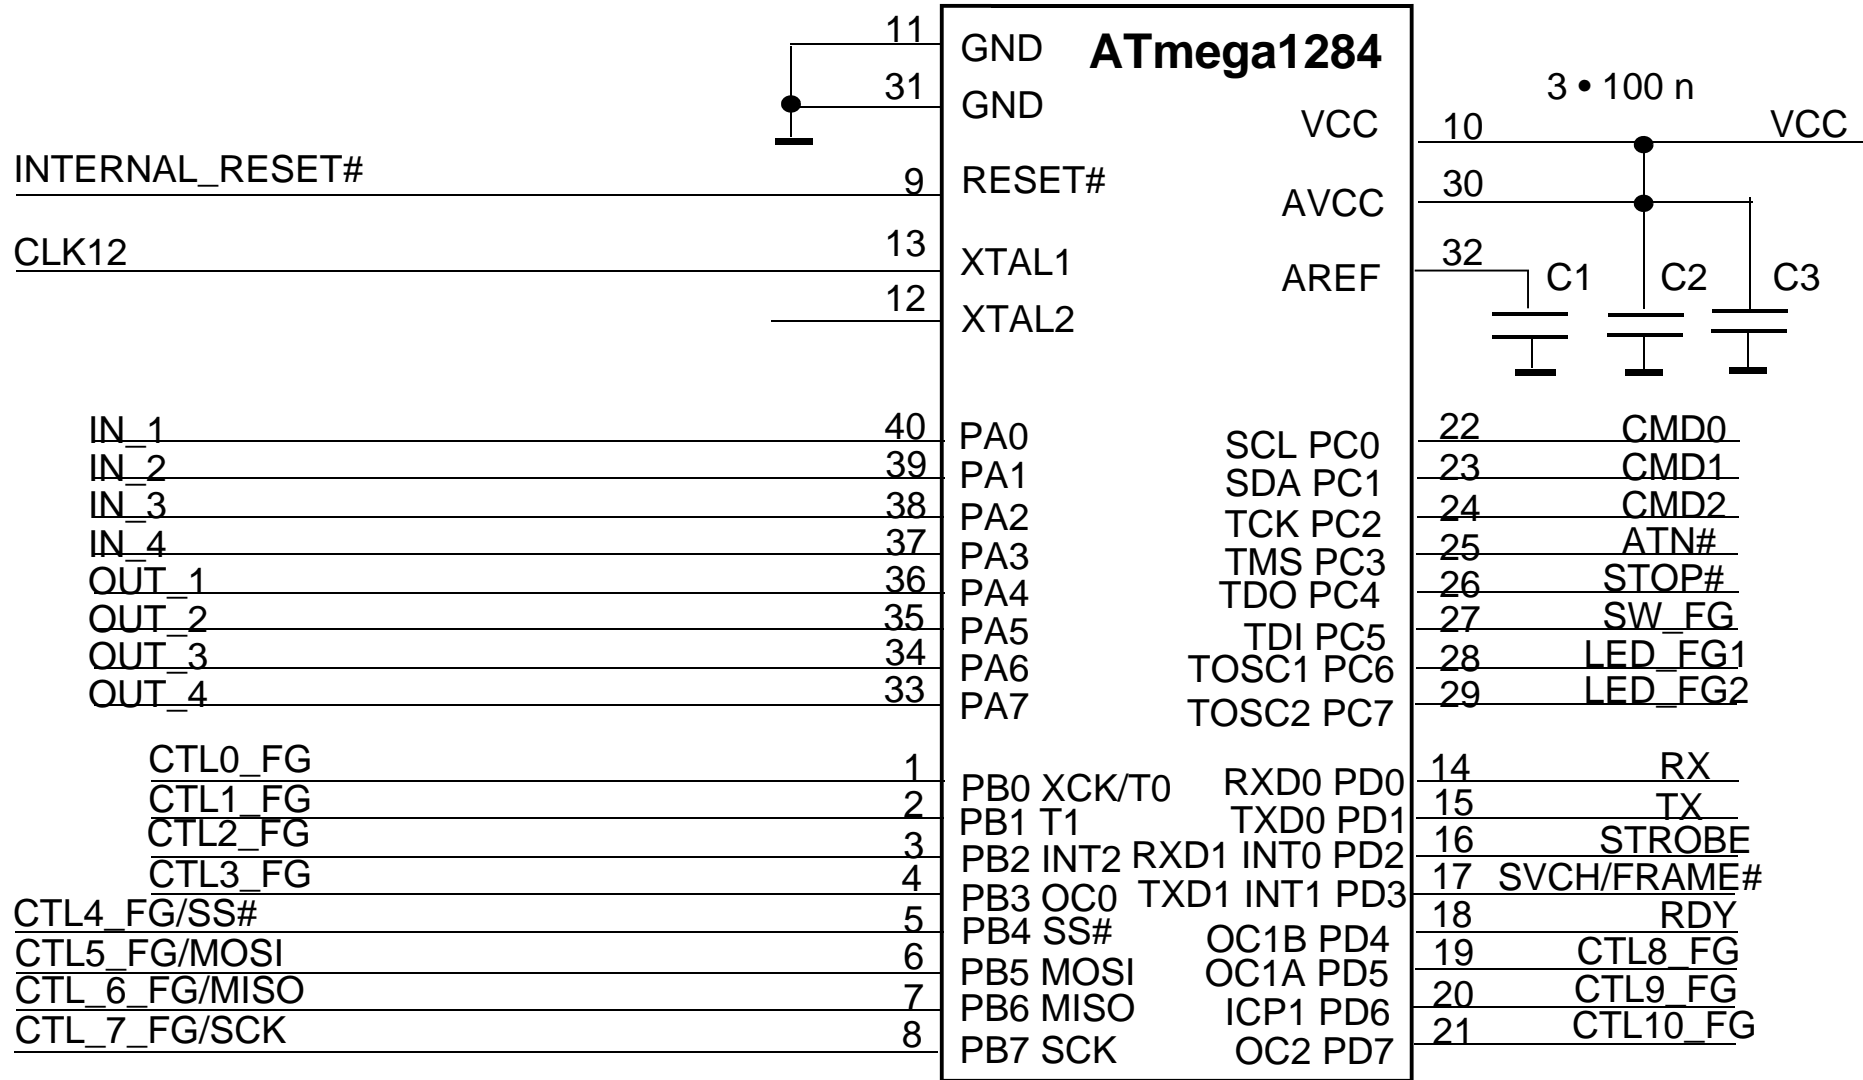 11 GND ATmega1284
31 GND 3 • 100 n
VCC 10 VCC
INTERNAL_RESET# 9 RESET#
AVCC 30
CLK12 13 XTAL1
AREF 32 C1 C2 C3
12 XTAL2
IN_1 40 PA0 SCL PC0 22 CMD0
IN_2 39 PA1 SDA PC1 23 CMD1
IN_3 38 PA2 TCK PC2 24 CMD2
IN_4 37 PA3 TMS PC3 25 ATN#
OUT_1 36 PA4 TDO PC4 26 STOP#
OUT_2 35 PA5 TDI PC5 27 SW_FG
OUT_3 34 PA6 TOSC1 PC6 28 LED_FG1
OUT_4 33 PA7 TOSC2 PC7 29 LED_FG2
CTL0_FG 1 PB0 XCK/T0 RXD0 PD0 14 RX
CTL1_FG 2 PB1 T1 TXD0 PD1 15 TX
CTL2_FG 3 PB2 INT2 RXD1 INT0 PD2 16 STROBE
CTL3_FG 4 PB3 OC0 TXD1 INT1 PD3 17 SVCH/FRAME#
CTL4_FG/SS# 5 PB4 SS# OC1B PD4 18 RDY
CTL5_FG/MOSI 6 PB5 MOSI OC1A PD5 19 CTL8_FG
CTL_6_FG/MISO 7 PB6 MISO ICP1 PD6 20 CTL9_FG
CTL_7_FG/SCK 8 PB7 SCK OC2 PD7 21 CTL10_FG